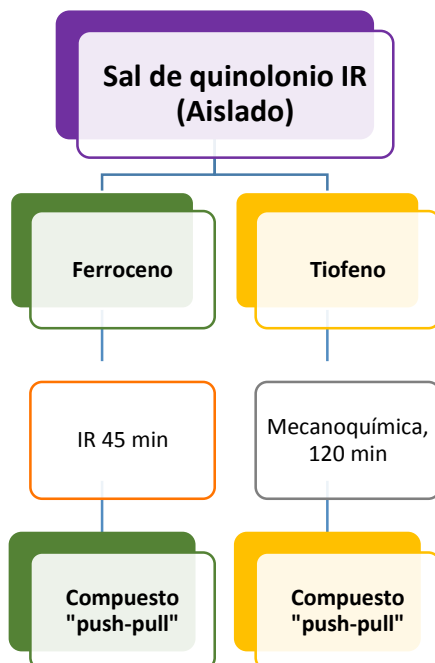 Sal de quinolonio IR
(Aislado)
Ferroceno
Tiofeno
IR 45 min
Mecanoquímica,
120 min
Compuesto
"push-pull"
Compuesto
"push-pull"